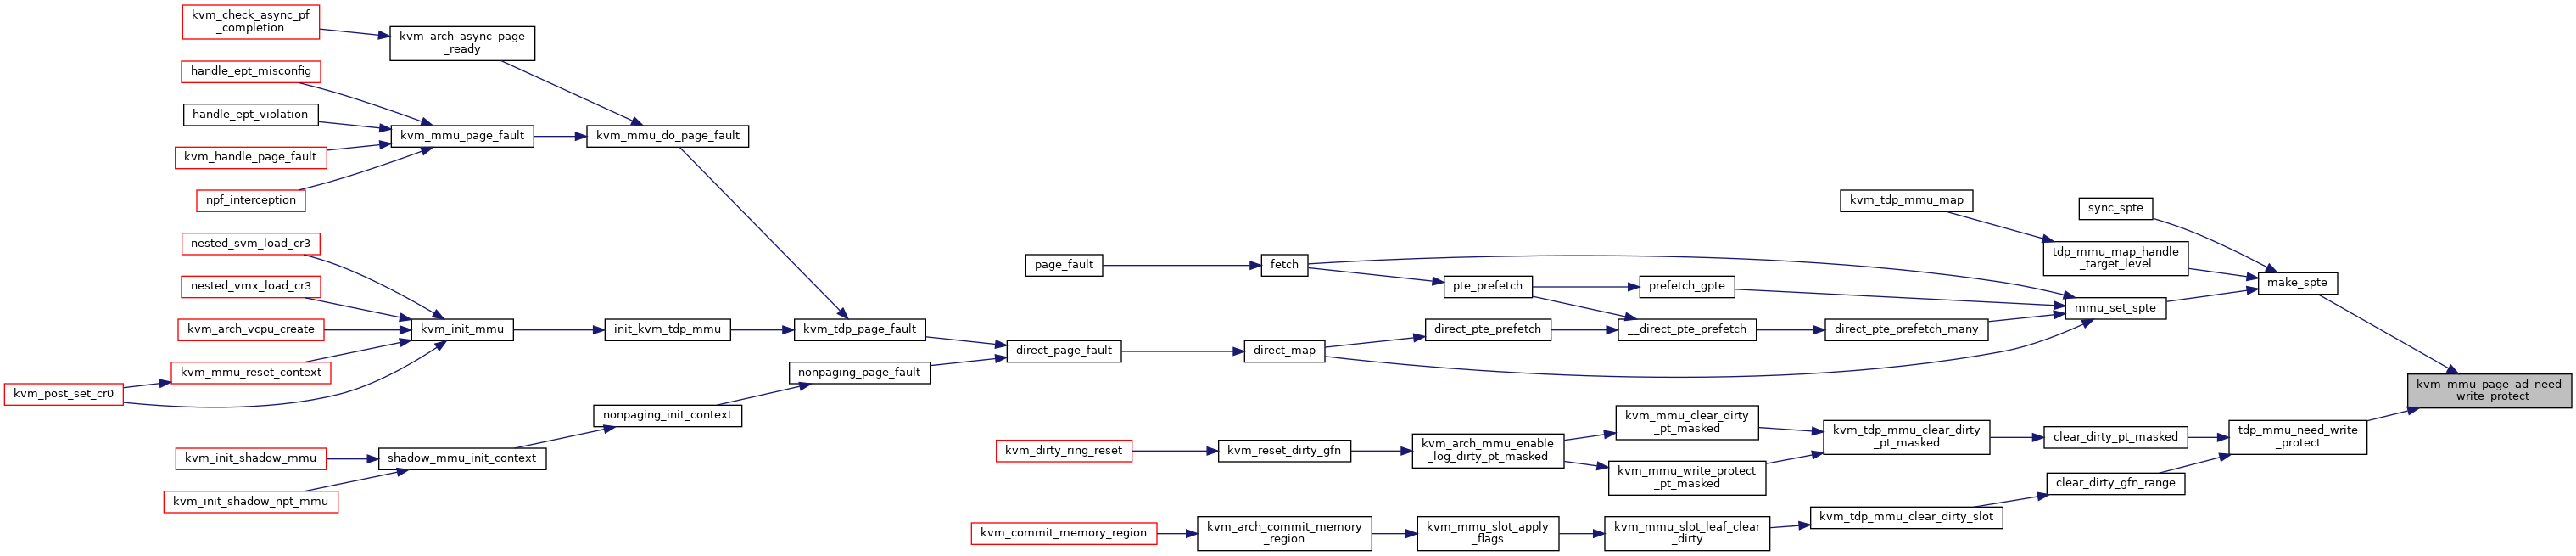 kvm_check_async_pf
_completion
kvm_arch_async_page
_ready
handle_ept_misconfig
handle_ept_violation
kvm_mmu_page_fault
kvm_mmu_do_page_fault
kvm_handle_page_fault
npf_interception
kvm_tdp_mmu_map
sync_spte
nested_svm_load_cr3
tdp_mmu_map_handle
_target_level
page_fault
fetch
make_spte
nested_vmx_load_cr3
pte_prefetch
prefetch_gpte
mmu_set_spte
kvm_arch_vcpu_create
kvm_init_mmu
init_kvm_tdp_mmu
kvm_tdp_page_fault
direct_pte_prefetch
__direct_pte_prefetch
direct_pte_prefetch_many
direct_page_fault
direct_map
kvm_mmu_reset_context
nonpaging_page_fault
kvm_post_set_cr0
kvm_mmu_page_ad_need
_write_protect
nonpaging_init_context
kvm_mmu_clear_dirty
_pt_masked
kvm_tdp_mmu_clear_dirty
_pt_masked
clear_dirty_pt_masked
tdp_mmu_need_write
_protect
kvm_dirty_ring_reset
kvm_reset_dirty_gfn
kvm_arch_mmu_enable
_log_dirty_pt_masked
kvm_init_shadow_mmu
shadow_mmu_init_context
kvm_mmu_write_protect
_pt_masked
clear_dirty_gfn_range
kvm_init_shadow_npt_mmu
kvm_tdp_mmu_clear_dirty_slot
kvm_commit_memory_region
kvm_arch_commit_memory
_region
kvm_mmu_slot_apply
_flags
kvm_mmu_slot_leaf_clear
_dirty